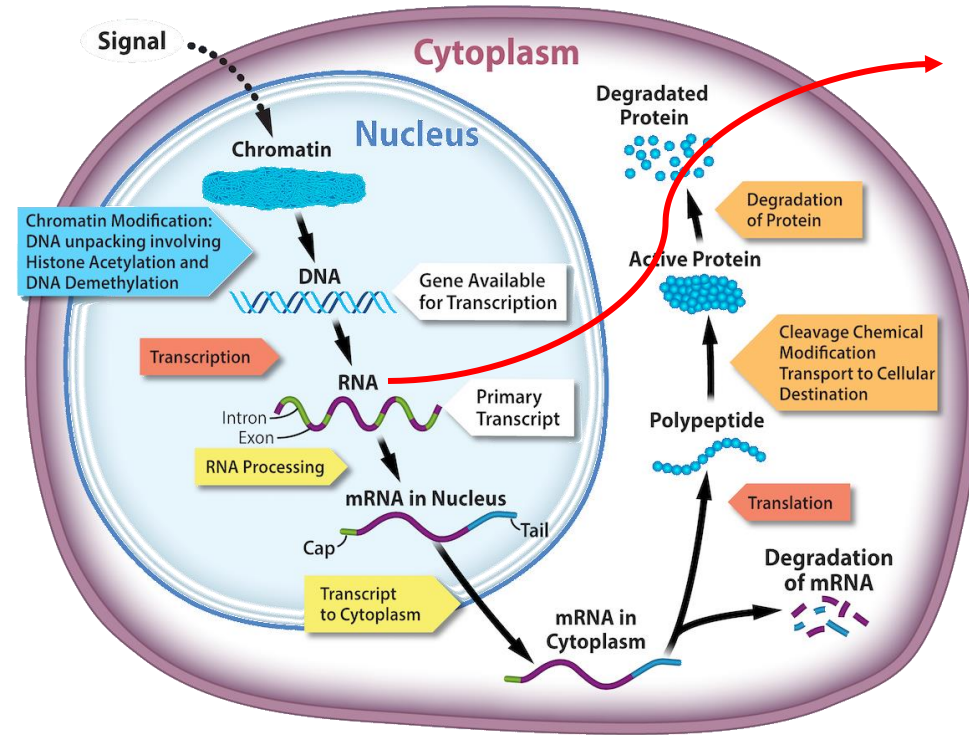 Signal
Cytoplasm
Nucleus
Chromatin
Chromatin Modification:
DNA unpacking involving
Histone Acetylation and
DNA Demethylation
DNA
Gene Available
for Transcription
Transcription
RNA
Primary
Transcript
Intron
Exon
RNA Processing
mRNA in Nucleus
Cap
Tail
Transcript
to Cytoplasm
mRNA in
Cytoplasm
Degradation
of mRNA
Translation
Polypeptide
Cleavage Chemical
Modification
Transport to Cellular
Destination
Active Protein
Degradation
of Protein
Degraded
Protein